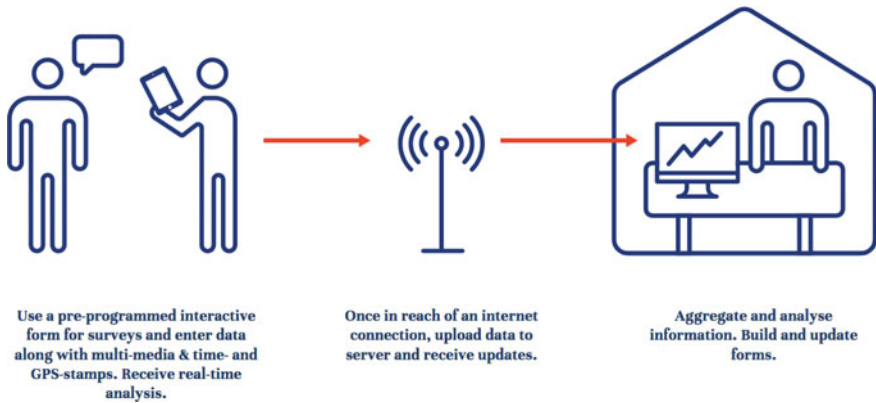 Use a pre-programmed interactive
form for surveys and enter data
along with multi-media & time- and
GPS-stamps. Receive real-time
analysis.
Once in reach of an internet
connection, upload data to
server and receive updates.
Aggregate and analyse
information. Build and update
forms.